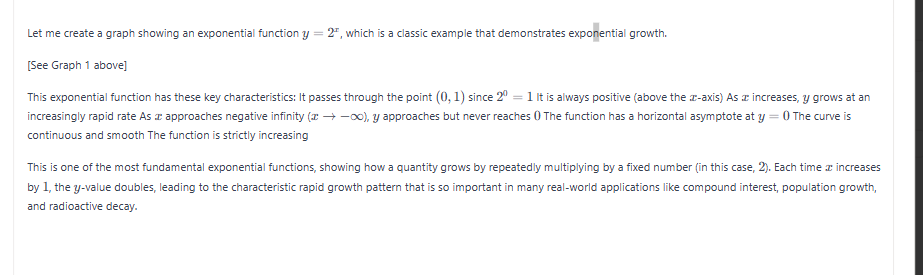 Let me create a graph showing an exponential function y = 2ˣ, which is a classic example that demonstrates exponential growth.
[See Graph 1 above]
This exponential function has these key characteristics: It passes through the point (0, 1) since 2⁰ = 1 It is always positive (above the x-axis) As x increases, y grows at an
increasingly rapid rate As x approaches negative infinity (x → −∞), y approaches but never reaches 0 The function has a horizontal asymptote at y = 0 The curve is
continuous and smooth The function is strictly increasing
This is one of the most fundamental exponential functions, showing how a quantity grows by repeatedly multiplying by a fixed number (in this case, 2). Each time x increases
by 1, the y-value doubles, leading to the characteristic rapid growth pattern that is so important in many real-world applications like compound interest, population growth,
and radioactive decay.